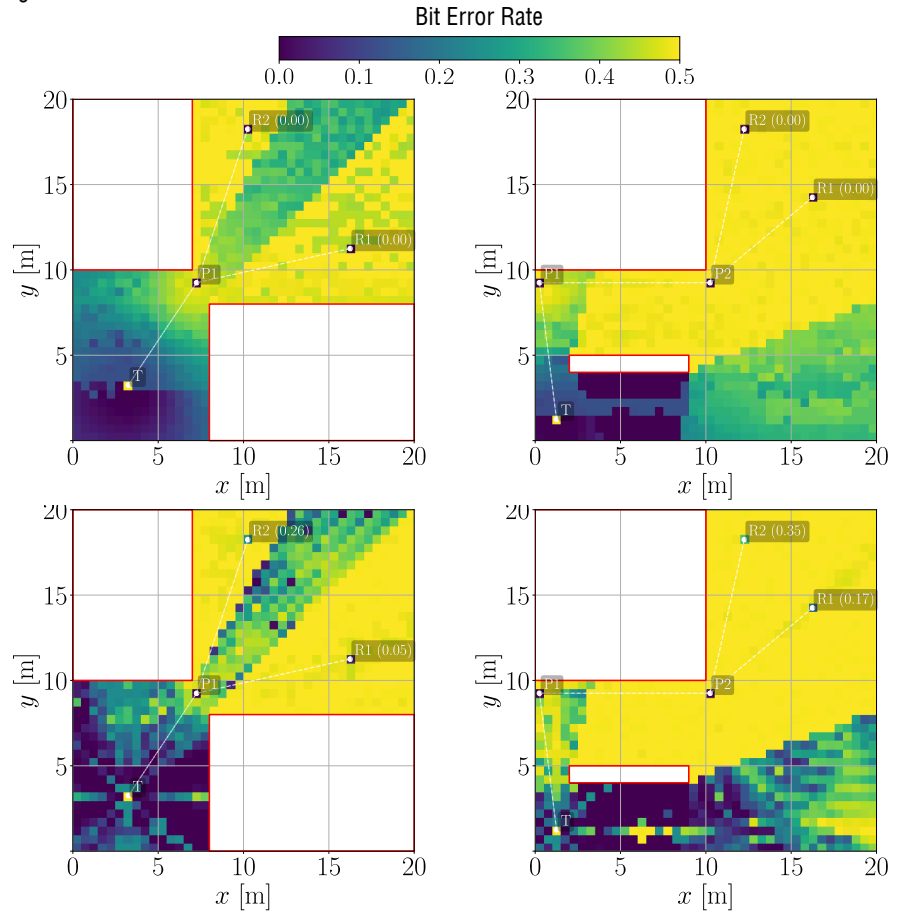 Bit Error Rate
0.0 0.1 0.2 0.3 0.4 0.5
20 15 10 5
y [m]
R2 (0.00)
R1 (0.00)
P1
T
0 5 10 15 20
x [m]
20 15 10 5
y [m]
R2 (0.00)
R1 (0.00)
P1
P2
T
0 5 10 15 20
x [m]
20 15 10 5
y [m]
R2 (0.26)
R1 (0.05)
P1
T
0 5 10 15 20
x [m]
20 15 10 5
y [m]
R2 (0.35)
R1 (0.17)
P1
P2
T
0 5 10 15 20
x [m]